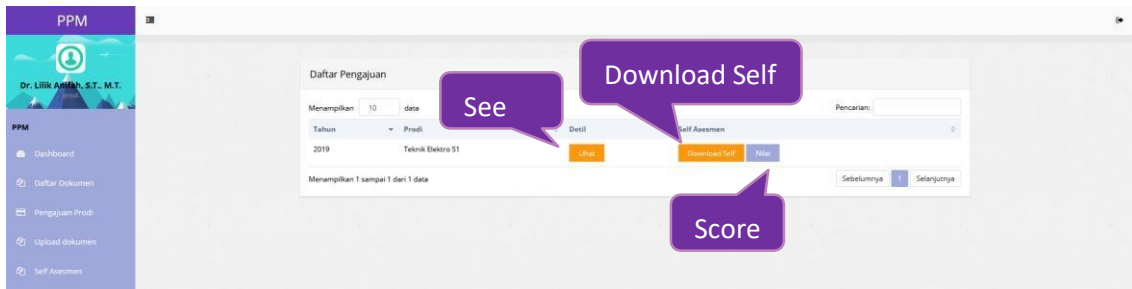 PPM
Dr. Lilik Anifah, S.T., M.T.
prodi
PPM
Dashboard
Daftar Dokumen
Pengajuan Prodi
Upload dokumen
Self Asesmen
Daftar Pengajuan
See
Download Self
Menampilkan 10 data
Pencarian:
Tahun Prodi Detil Self Asesmen
2019 Teknik Elektro S1 Lihat Download Self Nilai
Menampilkan 1 sampai 1 dari 1 data
Sebelumnya 1 Selanjutnya
Score